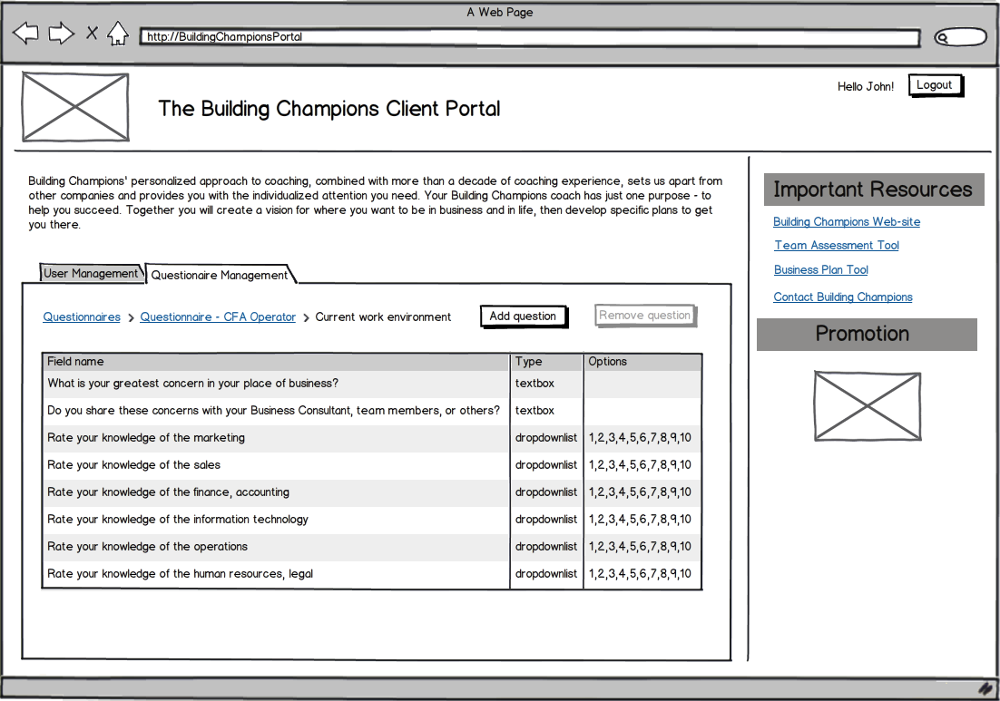 A Web Page
http://BuildingChampionsPortal
Hello John!
Logout
The Building Champions Client Portal
Building Champions' personalized approach to coaching, combined with more than a decade of coaching experience, sets us apart from
other companies and provides you with the individualized attention you need. Your Building Champions coach has just one purpose - to
help you succeed. Together you will create a vision for where you want to be in business and in life, then develop specific plans to get
you there.
User Management
Questionaire Management
Questionnaires > Questionnaire - CFA Operator > Current work environment
Add question
Remove question
Field name Type Options
What is your greatest concern in your place of business? textbox
Do you share these concerns with your Business Consultant, team members, or others? textbox
Rate your knowledge of the marketing dropdownlist 1,2,3,4,5,6,7,8,9,10
Rate your knowledge of the sales dropdownlist 1,2,3,4,5,6,7,8,9,10
Rate your knowledge of the finance, accounting dropdownlist 1,2,3,4,5,6,7,8,9,10
Rate your knowledge of the information technology dropdownlist 1,2,3,4,5,6,7,8,9,10
Rate your knowledge of the operations dropdownlist 1,2,3,4,5,6,7,8,9,10
Rate your knowledge of the human resources, legal dropdownlist 1,2,3,4,5,6,7,8,9,10
Important Resources
Building Champions Web-site
Team Assessment Tool
Business Plan Tool
Contact Building Champions
Promotion